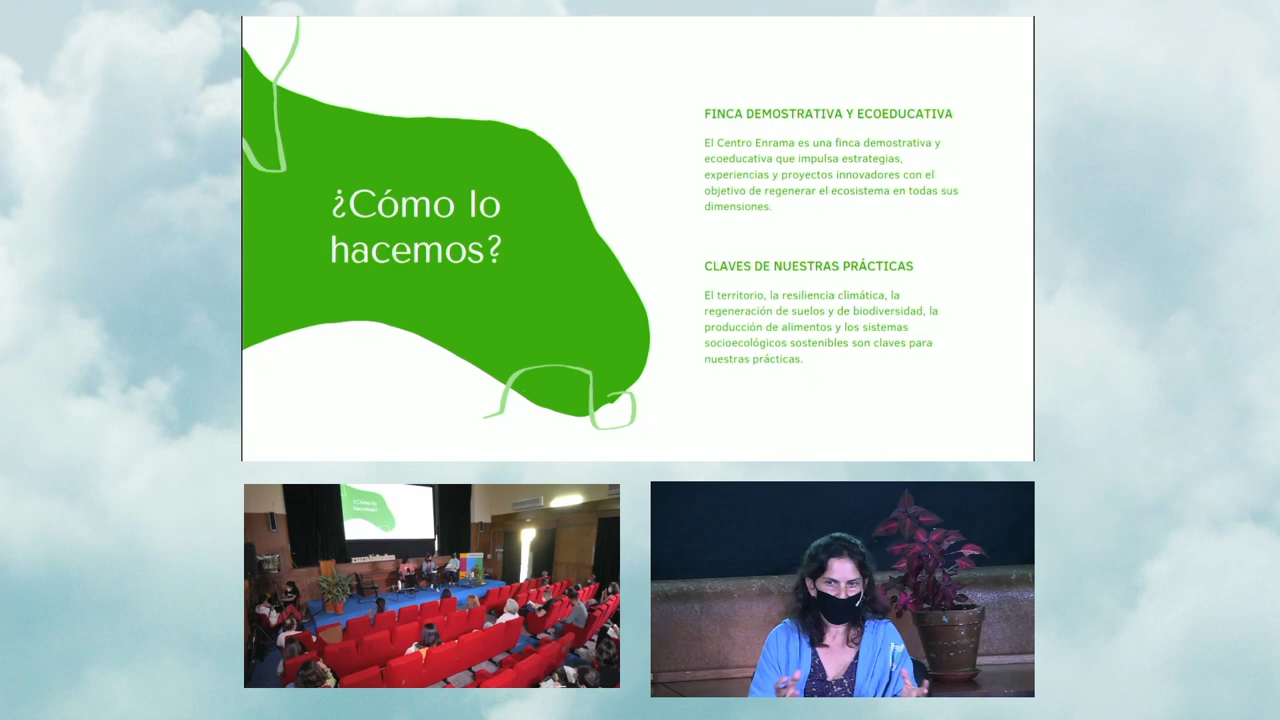 ¿Cómo lo
hacemos?
FINCA DEMOSTRATIVA Y ECOEDUCATIVA
El Centro Enrama es una finca demostrativa y
ecoeducativa que impulsa estrategias,
experiencias y proyectos innovadores con el
objetivo de regenerar el ecosistema en todas sus
dimensiones.
CLAVES DE NUESTRAS PRÁCTICAS
El territorio, la resiliencia climática, la
regeneración de suelos y de biodiversidad, la
producción de alimentos y los sistemas
socioecológicos sostenibles son claves para
nuestras prácticas.
¿Cómo lo
hacemos?